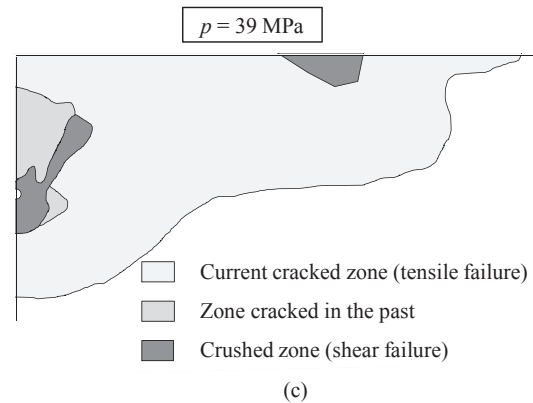 p = 39 MPa
Current cracked zone (tensile failure)
Zone cracked in the past
Crushed zone (shear failure)
(c)